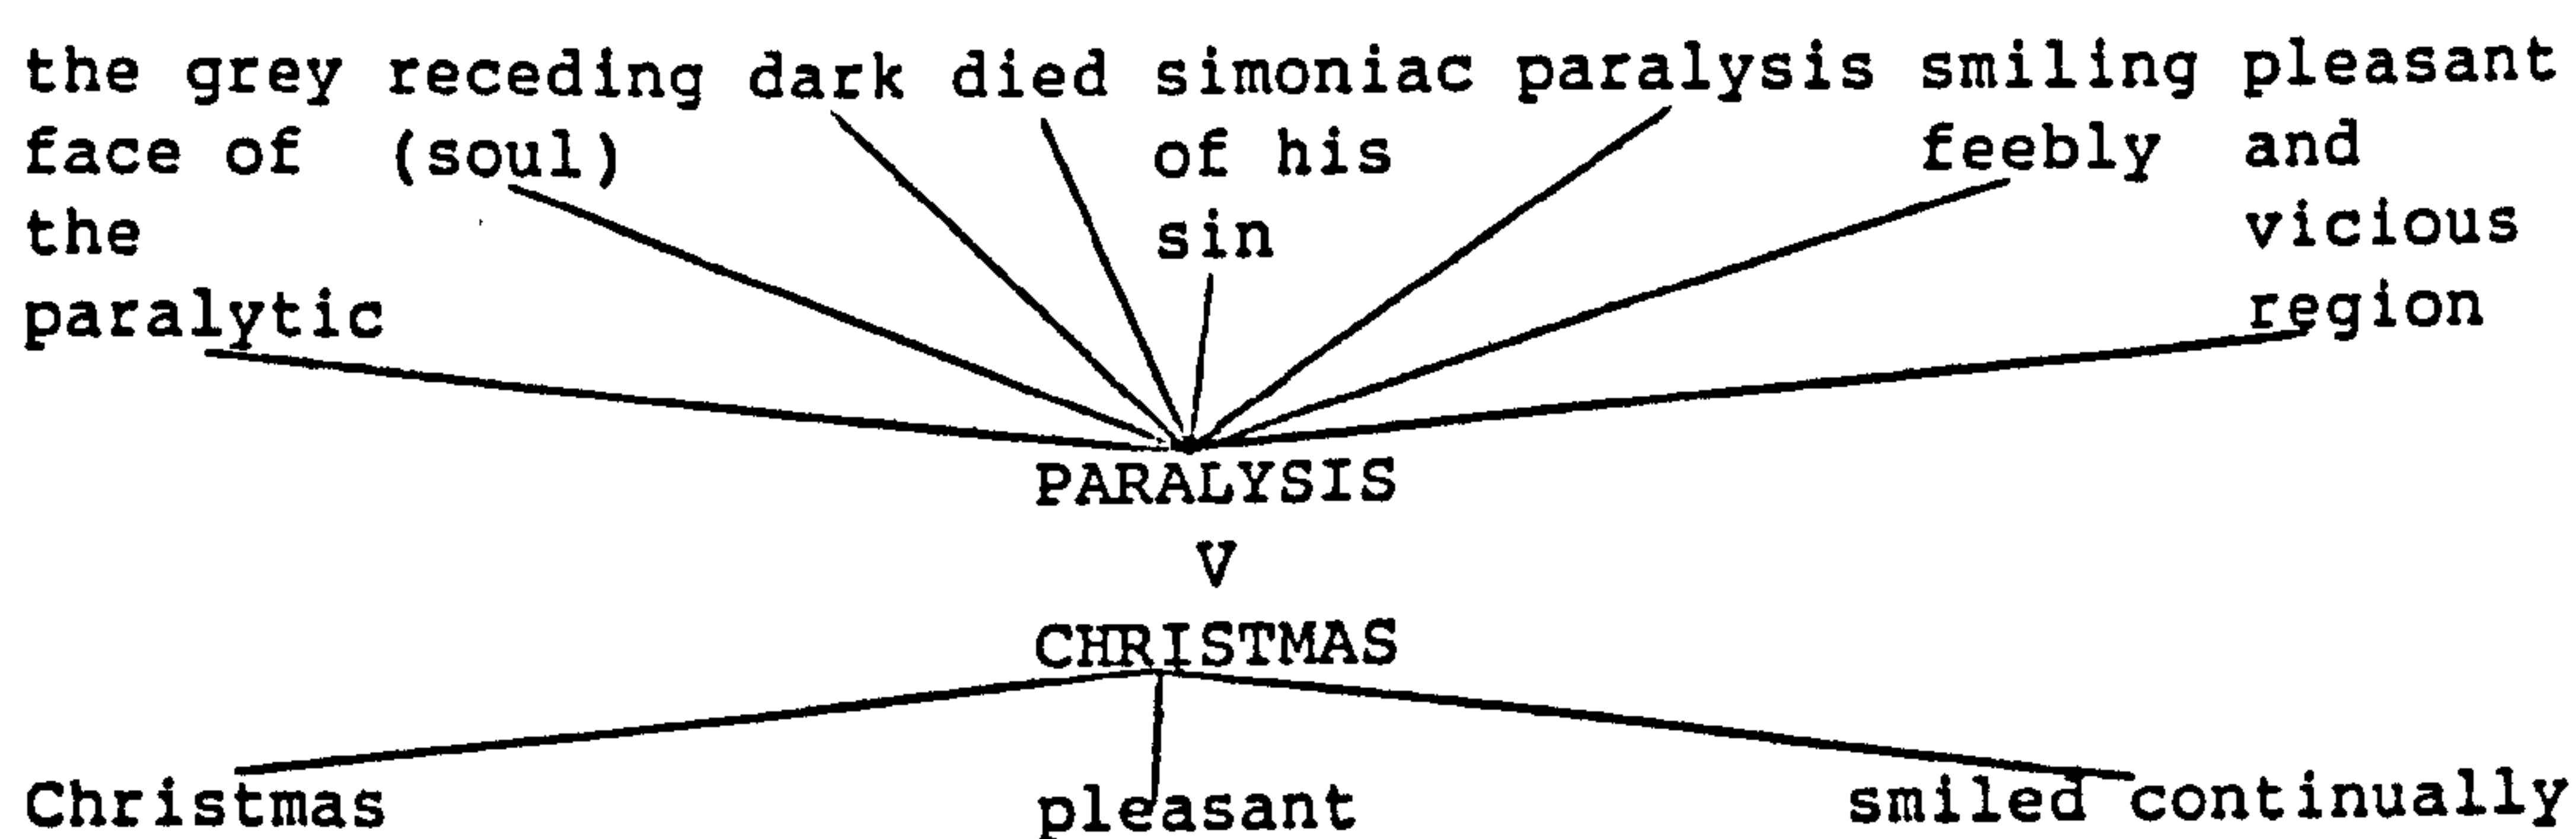 the grey receding dark died simoniac paralysis smiling pleasant
face of (soul) of his feebly and
the sin vicious
paralytic region
PARALYSIS
V
CHRISTMAS
Christmas pleasant smiled continually